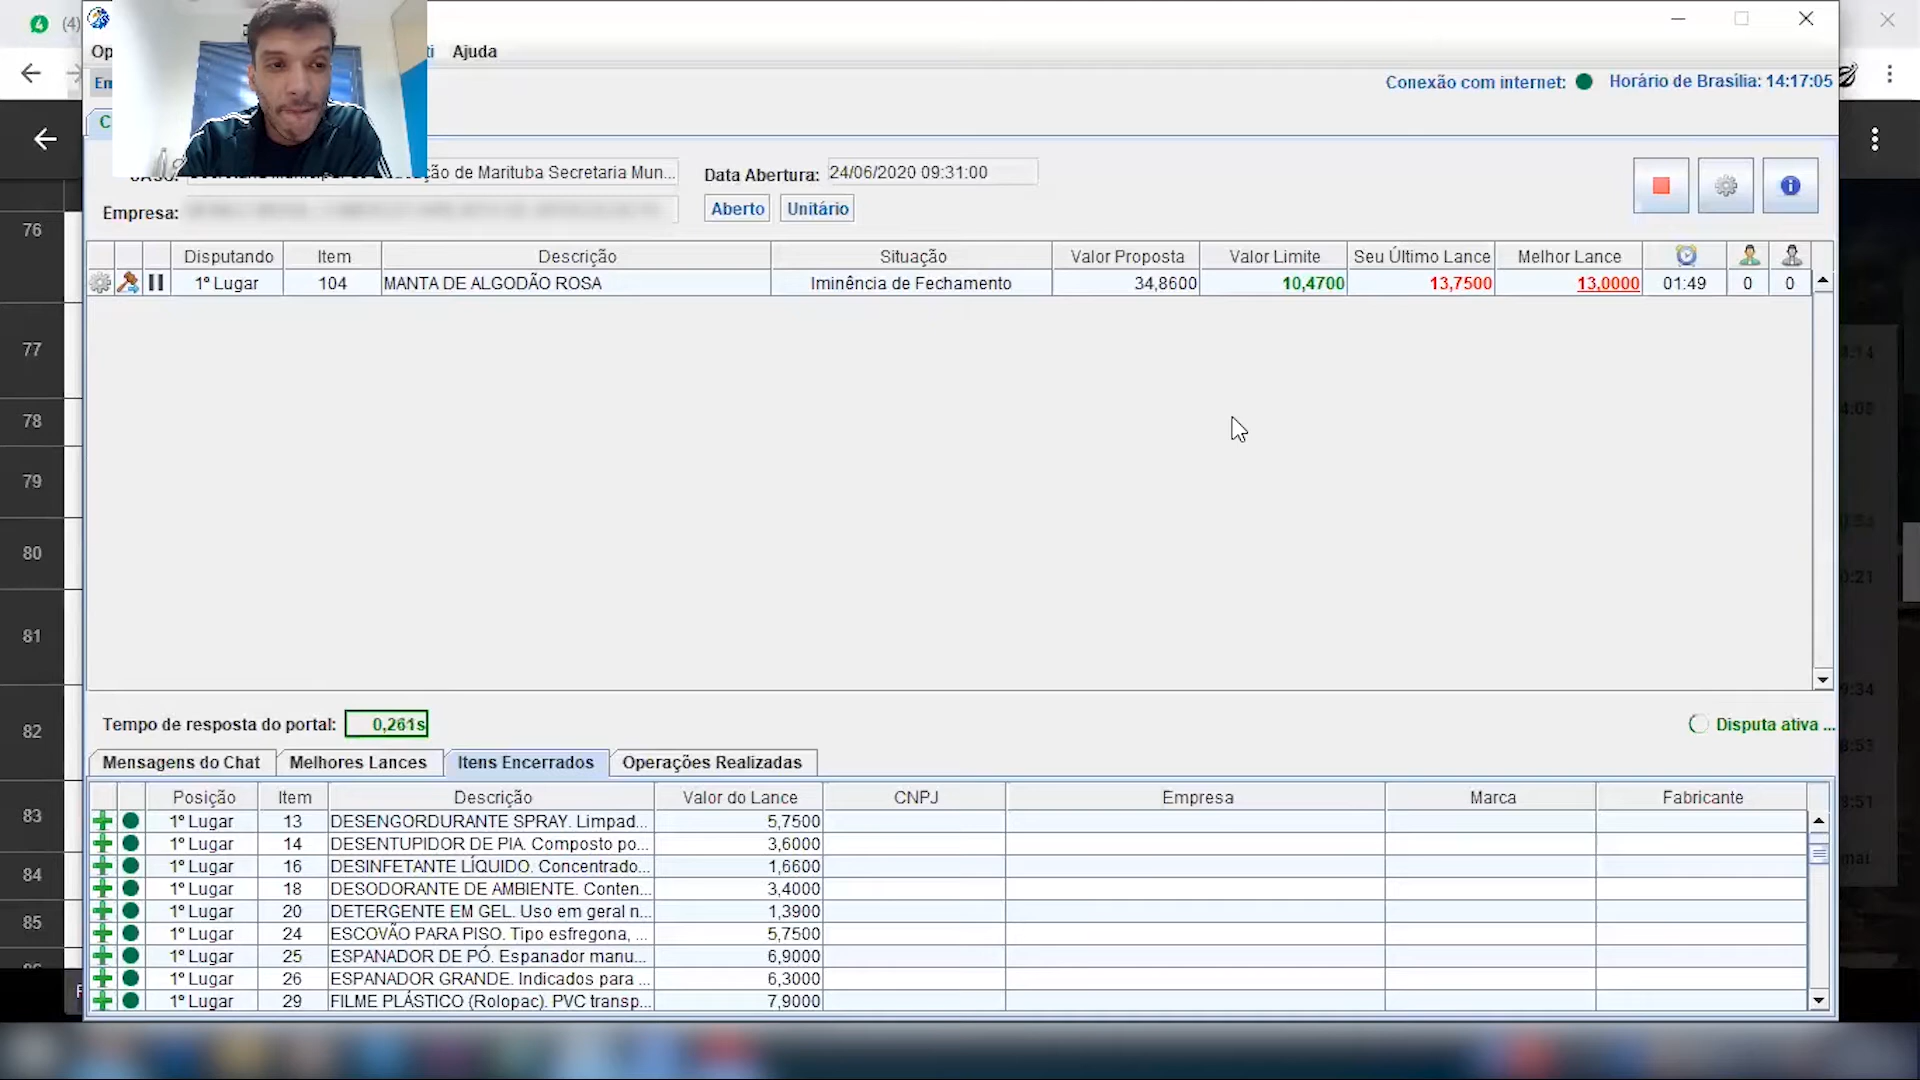 (4)
Op
ti Ajuda
Em
Conexão com internet: Horário de Brasília: 14:17:05
C
ção de Marituba Secretaria Mun...
Data Abertura: 24/06/2020 09:31:00
Empresa:
Aberto Unitário
Disputando Item Descrição Situação Valor Proposta Valor Limite Seu Último Lance Melhor Lance
1º Lugar 104 MANTA DE ALGODÃO ROSA Iminência de Fechamento 34,8600 10,4700 13,7500 13,0000 01:49 0 0
76
77
78
79
80
81
82
83
84
85
Tempo de resposta do portal: 0,261s
Disputa ativa ...
Mensagens do Chat Melhores Lances Itens Encerrados Operações Realizadas
Posição Item Descrição Valor do Lance CNPJ Empresa Marca Fabricante
1º Lugar 13 DESENGORDURANTE SPRAY. Limpad... 5,7500
1º Lugar 14 DESENTUPIDOR DE PIA. Composto po... 3,6000
1º Lugar 16 DESINFETANTE LÍQUIDO. Concentrado... 1,6600
1º Lugar 18 DESODORANTE DE AMBIENTE. Conten... 3,4000
1º Lugar 20 DETERGENTE EM GEL. Uso em geral n... 1,3900
1º Lugar 24 ESCOVÃO PARA PISO. Tipo esfregona, ... 5,7500
1º Lugar 25 ESPANADOR DE PÓ. Espanador manu... 6,9000
1º Lugar 26 ESPANADOR GRANDE. Indicados para ... 6,3000
1º Lugar 29 FILME PLÁSTICO (Rolopac). PVC transp... 7,9000